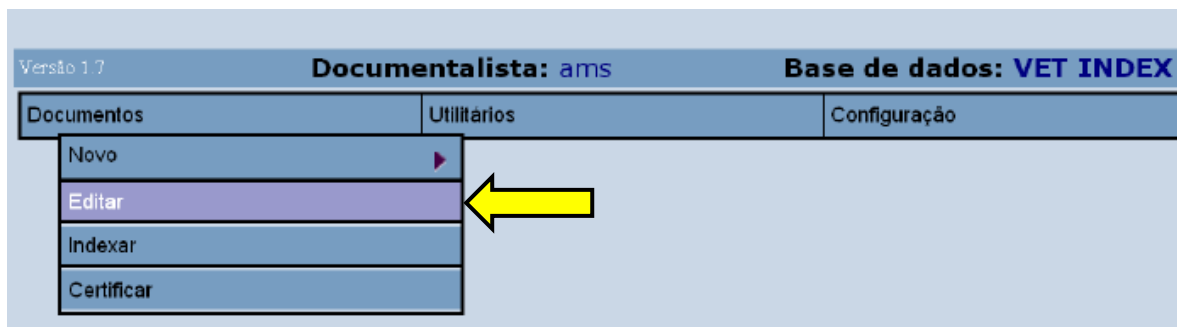 Versão 1.7 Documentalista: ams Base de dados: VET INDEX
Documentos Utilitários Configuração
Novo
Editar
Indexar
Certificar